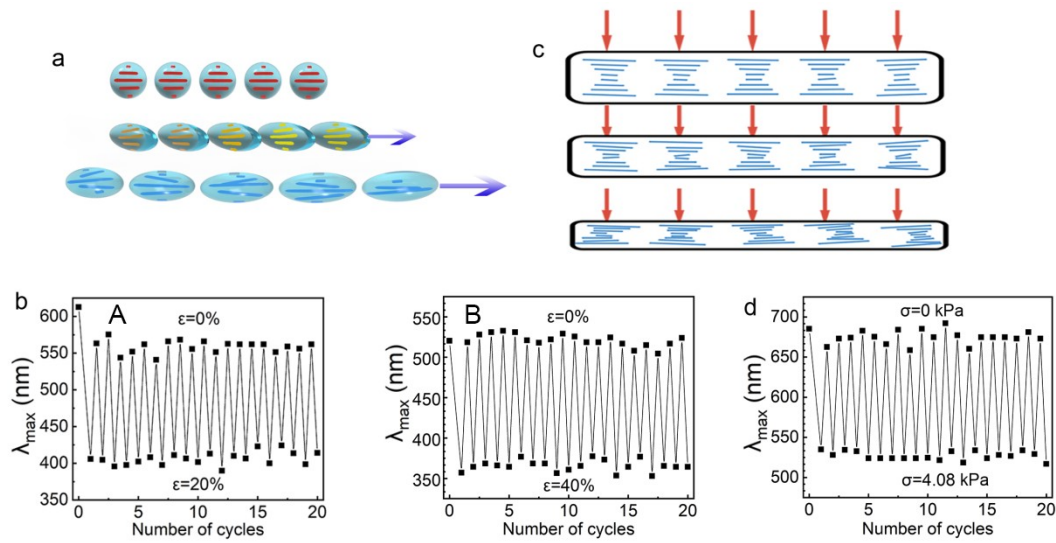 a
c
b
A
λmax (nm)
600
550
500
450
400
350
ε=0%
ε=20%
0
5
10
15
20
Number of cycles
B
λmax (nm)
550
500
450
400
350
ε=0%
ε=40%
0
5
10
15
20
Number of cycles
d
λmax (nm)
700
650
600
550
500
σ=0 kPa
σ=4.08 kPa
0
5
10
15
20
Number of cycles